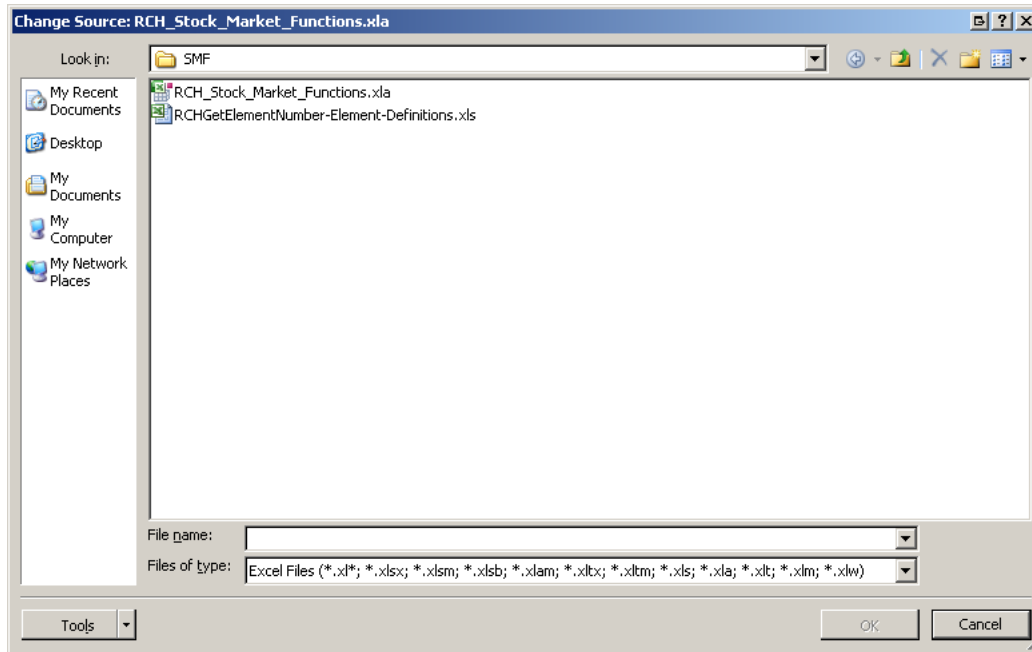 Change Source: RCH_Stock_Market_Functions.xla
Look in:
SMF
My Recent
Documents
Desktop
My
Documents
My
Computer
My Network
Places
RCH_Stock_Market_Functions.xla
RCHGetElementNumber-Element-Definitions.xls
File name:
Files of type:
Excel Files (*.xl*; *.xlsx; *.xlsm; *.xlsb; *.xlam; *.xltx; *.xltm; *.xls; *.xla; *.xlt; *.xlm; *.xlw)
Tools
OK
Cancel